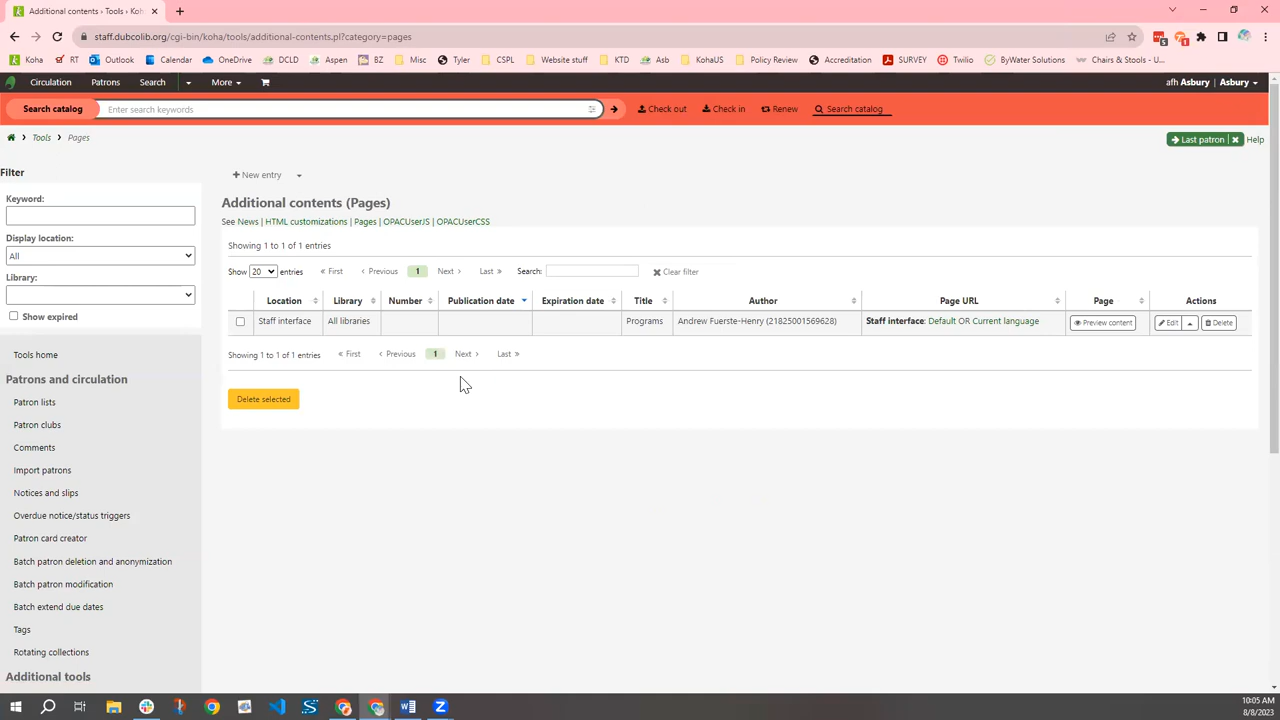 Additional contents › Tools › Koh
staff.dubcolib.org/cgi-bin/koha/tools/additional-contents.pl?category=pages
5 1
Koha RT Outlook Calendar OneDrive DCLD Aspen BZ Misc Tyler CSPL Website stuff KTD Asb KohaUS Policy Review Accreditation SURVEY Twilio ByWater Solutions Chairs & Stools - U...
Circulation Patrons Search More afh Asbury | Asbury
Search catalog Enter search keywords Check out Check in Renew Search catalog
Tools Pages
Last patron Help
Filter
New entry
Keyword:
Additional contents (Pages)
See News | HTML customizations | Pages | OPACUserJS | OPACUserCSS
Display location:
Showing 1 to 1 of 1 entries
All
Show 20 entries « First ‹ Previous 1 Next › Last » Search: Clear filter
Library:
Location Library Number Publication date Expiration date Title Author Page URL Page Actions
Show expired
Staff interface All libraries Programs Andrew Fuerste-Henry (21825001569628) Staff interface: Default OR Current language Preview content Edit Delete
Showing 1 to 1 of 1 entries « First ‹ Previous 1 Next › Last »
Tools home
Patrons and circulation
Delete selected
Patron lists
Patron clubs
Comments
Import patrons
Notices and slips
Overdue notice/status triggers
Patron card creator
Batch patron deletion and anonymization
Batch patron modification
Batch extend due dates
Tags
Rotating collections
Additional tools
10:05 AM
8/8/2023